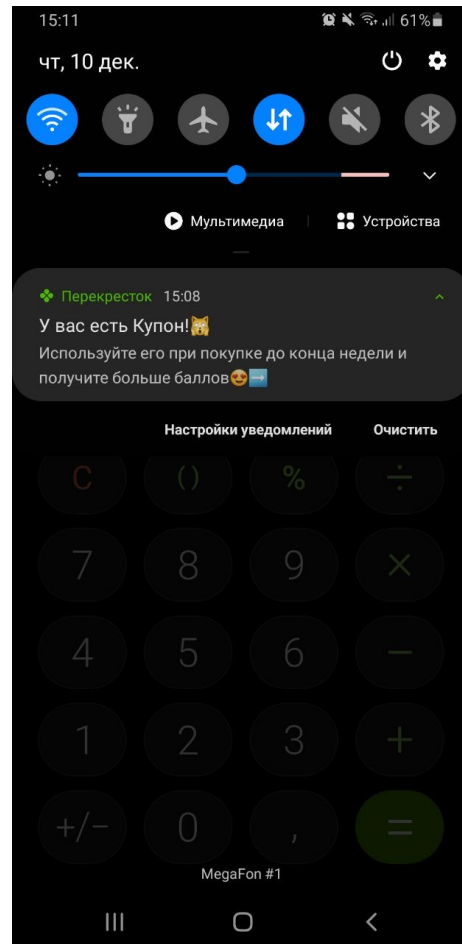 15:11 61%
чт, 10 дек.
Мультимедиа | Устройства
Перекресток 15:08
У вас есть Купон!🙀
Используйте его при покупке до конца недели и
получите больше баллов😍➡️
Настройки уведомлений Очистить
C () % ÷
7 8 9 ×
4 5 6 −
1 2 3 +
+/− 0 , =
MegaFon #1